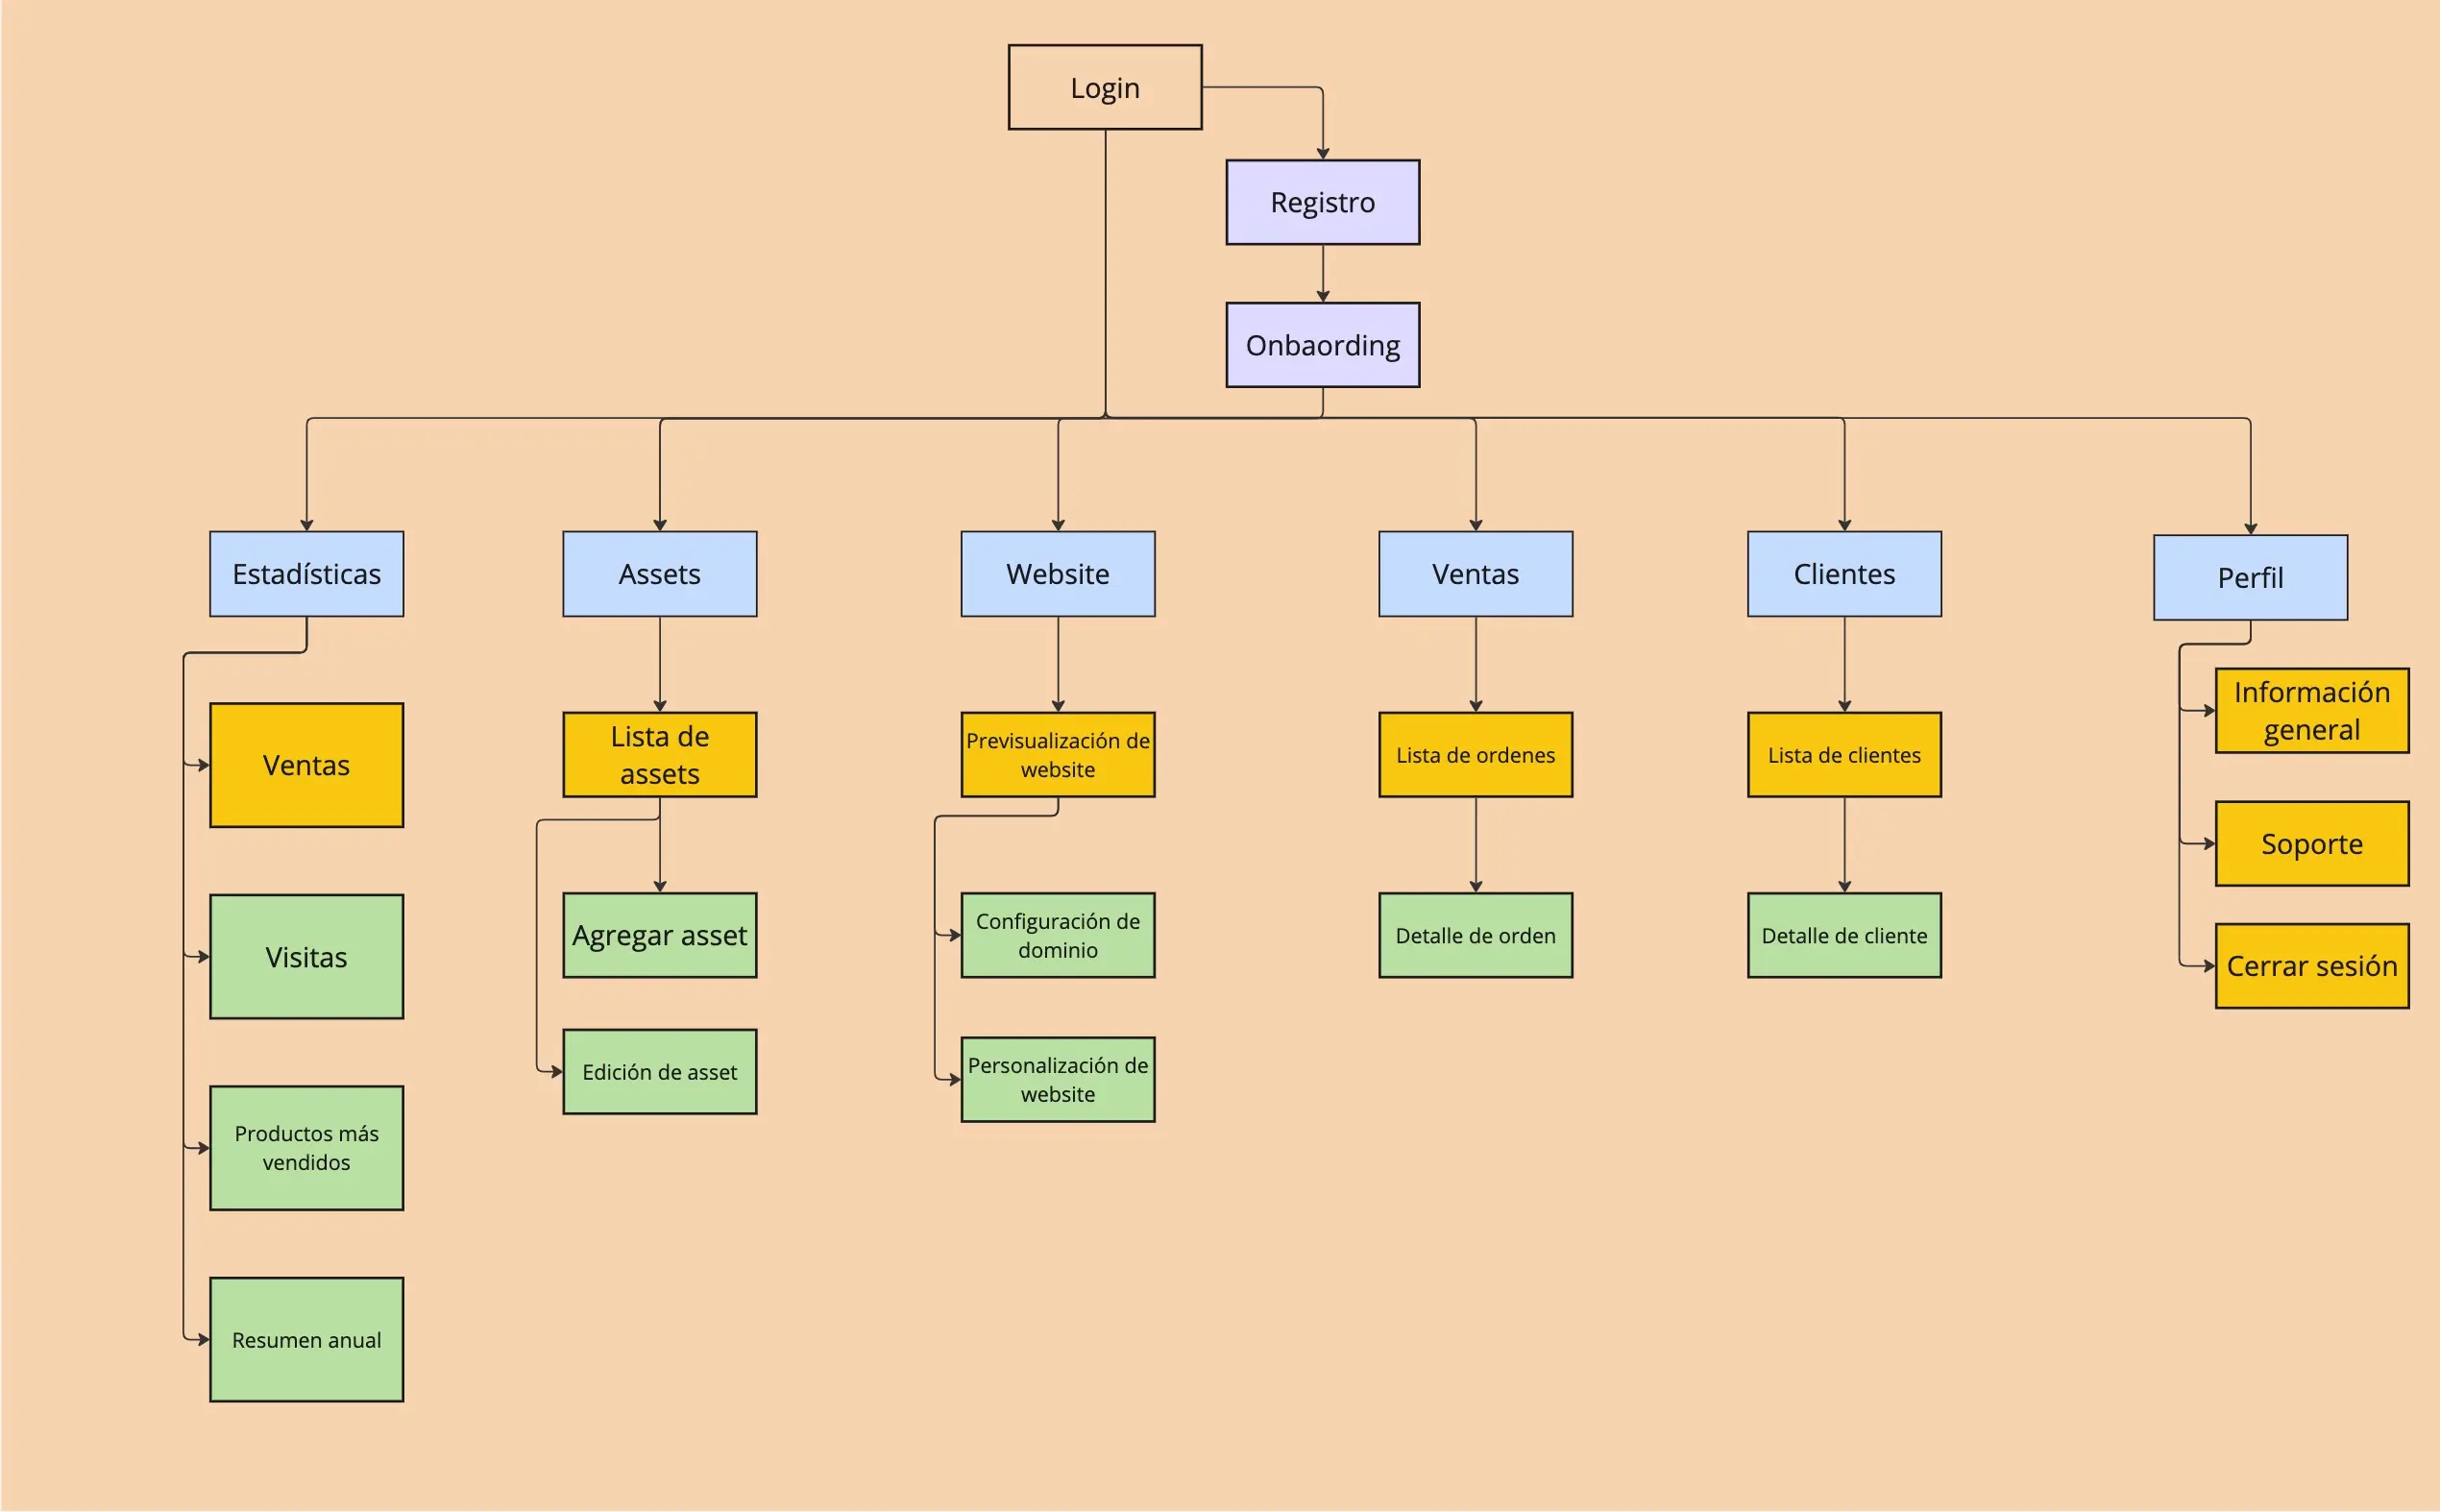 Login
Registro
Onbaording
Estadísticas
Assets
Website
Ventas
Clientes
Perfil
Ventas
Visitas
Productos más
vendidos
Resumen anual
Lista de
assets
Agregar asset
Edición de asset
Previsualización de
website
Configuración de
dominio
Personalización de
website
Lista de ordenes
Detalle de orden
Lista de clientes
Detalle de cliente
Información
general
Soporte
Cerrar sesión